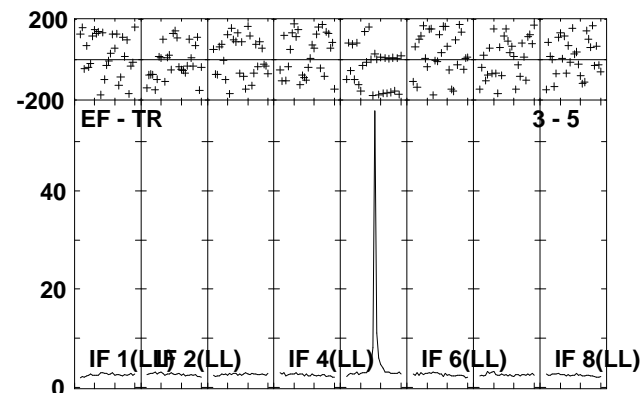 200
-200
EF - TR 3 - 5
40
20
IF 1(LL) IF 2(LL) IF 4(LL) IF 6(LL) IF 8(LL)
0